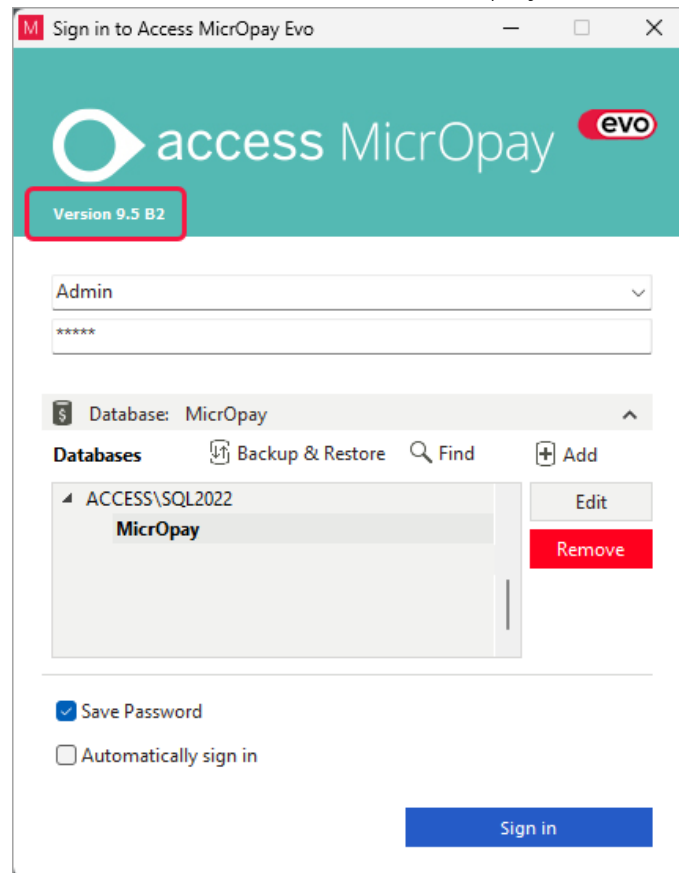 M Sign in to Access MicrOpay Evo
access MicrOpay evo
Version 9.5 B2
Admin
*****
$ Database: MicrOpay
Databases Backup & Restore Find Add
ACCESS\SQL2022 Edit
MicrOpay Remove
Save Password
Automatically sign in
Sign in